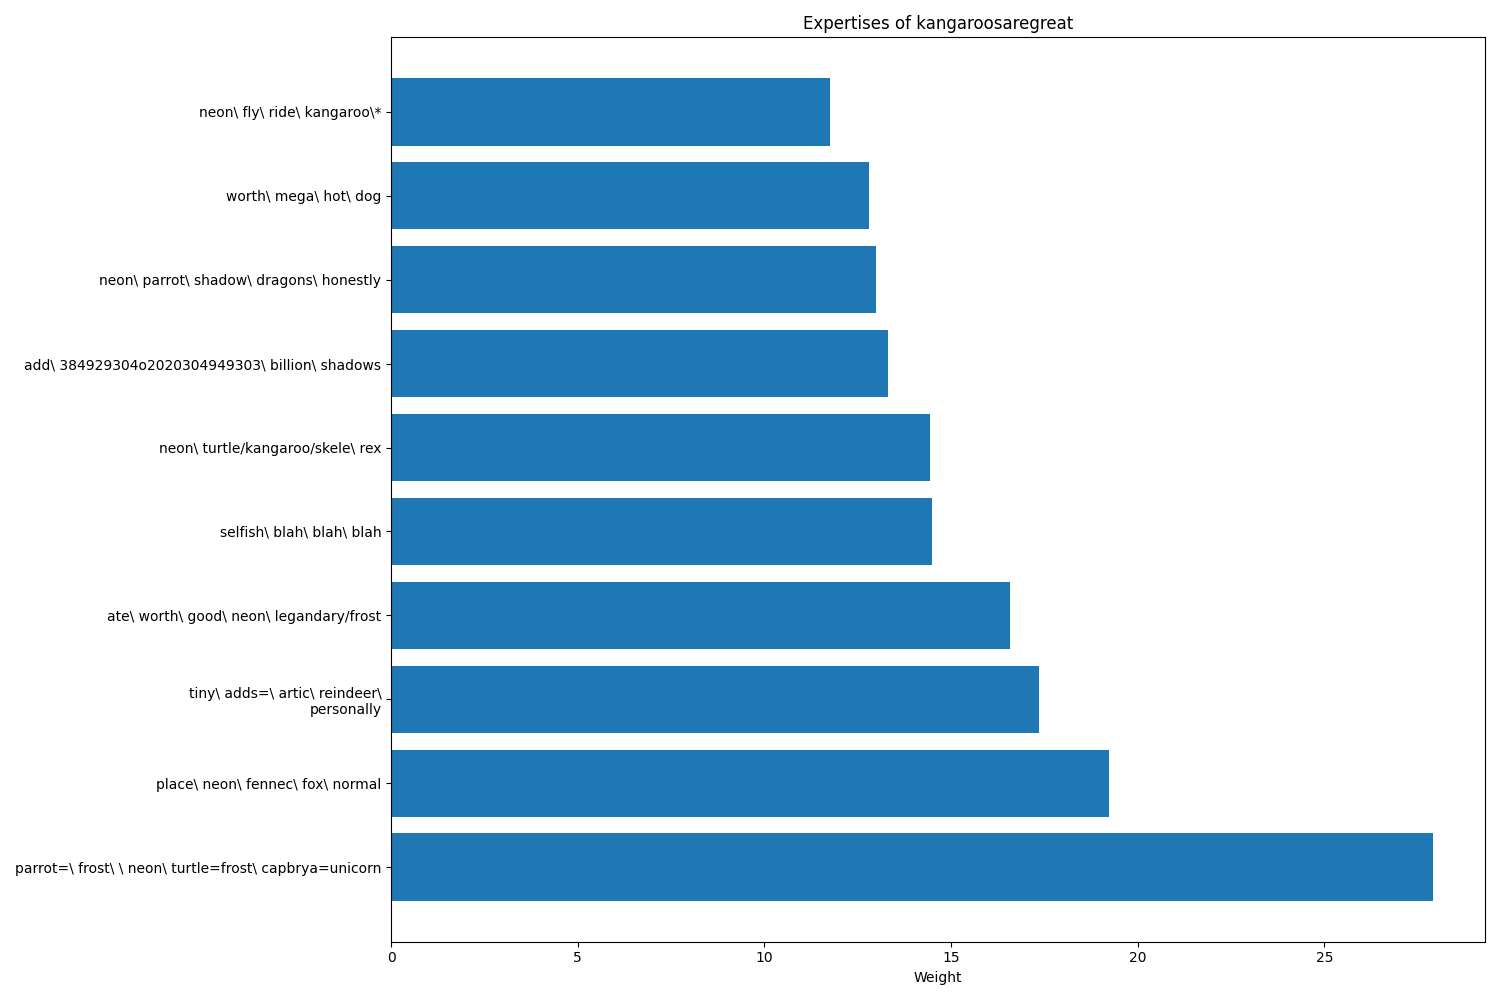 Expertises of kangaroosaregreat
neon\ fly\ ride\ kangaroo\*
worth\ mega\ hot\ dog
neon\ parrot\ shadow\ dragons\ honestly
add\ 384929304o2020304949303\ billion\ shadows
neon\ turtle/kangaroo/skele\ rex
selfish\ blah\ blah\ blah
ate\ worth\ good\ neon\ legandary/frost
tiny\ adds=\ artic\ reindeer\
personally
place\ neon\ fennec\ fox\ normal
parrot=\ frost\ \ neon\ turtle=frost\ capbrya=unicorn
0 5 10 15 20 25
Weight